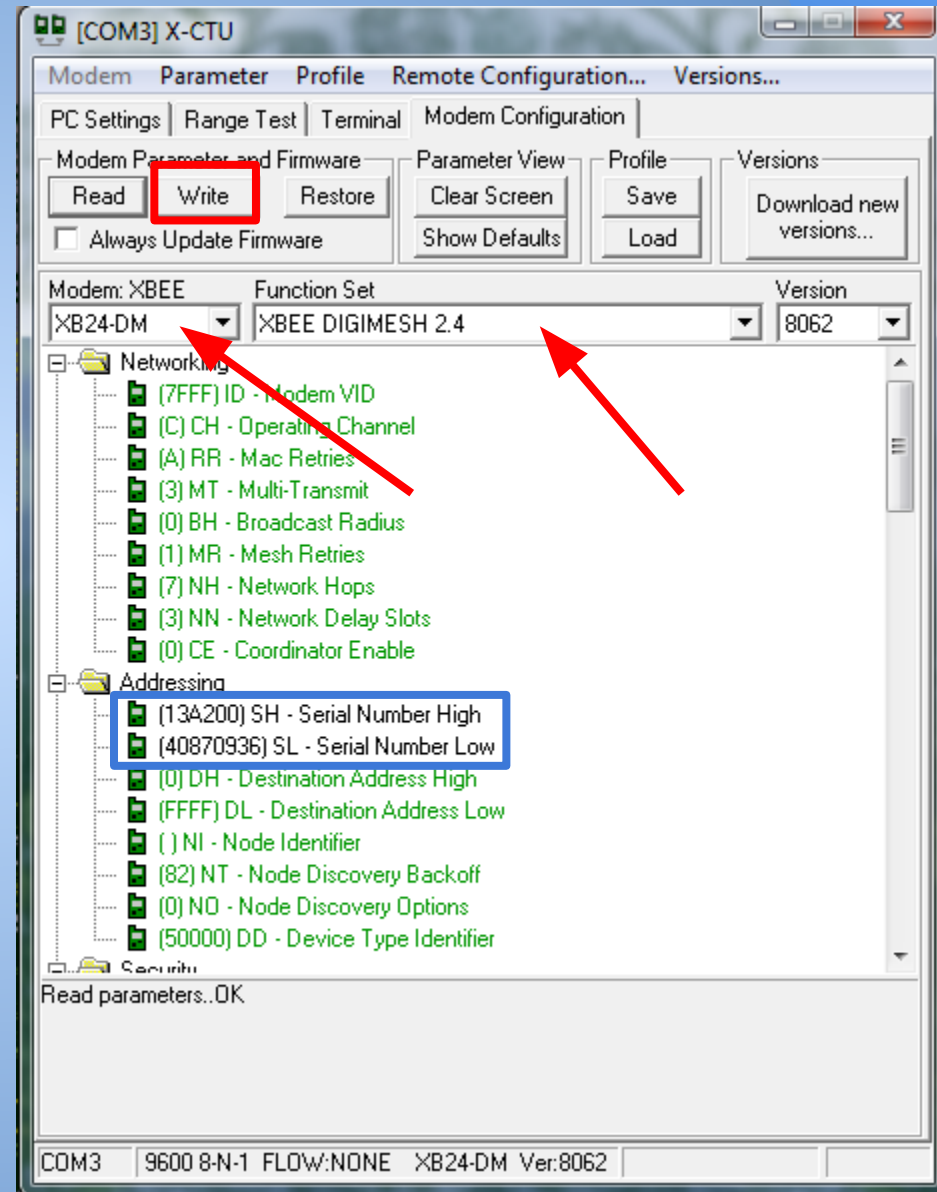 [COM3] X-CTU
Modem Parameter Profile Remote Configuration... Versions...
PC Settings Range Test Terminal Modem Configuration
Modem Parameter and Firmware Parameter View Profile Versions
Read Write Restore Clear Screen Save Download new versions...
Always Update Firmware Show Defaults Load
Modem: XBEE Function Set Version
XB24-DM XBEE DIGIMESH 2.4 8062
Networking
(7FFF) ID - Modem VID
(C) CH - Operating Channel
(A) RR - Mac Retries
(3) MT - Multi-Transmit
(0) BH - Broadcast Radius
(1) MR - Mesh Retries
(7) NH - Network Hops
(3) NN - Network Delay Slots
(0) CE - Coordinator Enable
Addressing
(13A200) SH - Serial Number High
(40870936) SL - Serial Number Low
(0) DH - Destination Address High
(FFFF) DL - Destination Address Low
( ) NI - Node Identifier
(82) NT - Node Discovery Backoff
(0) NO - Node Discovery Options
(50000) DD - Device Type Identifier
Security
Read parameters..OK
COM3 9600 8-N-1 FLOW:NONE XB24-DM Ver:8062